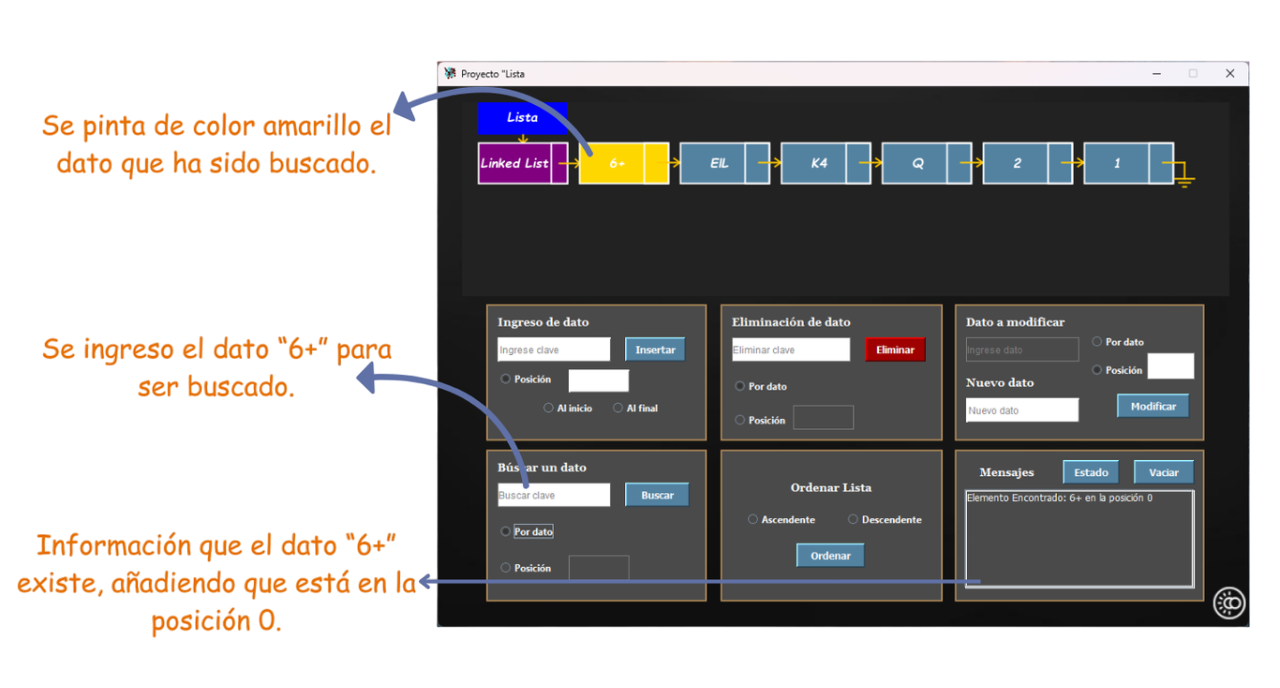 Proyecto "Lista
Se pinta de color amarillo el
dato que ha sido buscado.
Lista
Linked List 6+ EIL K4 Q 2 1
Se ingreso el dato “6+” para
ser buscado.
Ingreso de dato
Ingrese clave Insertar
Posición
Al inicio Al final
Eliminación de dato
Eliminar clave Eliminar
Por dato
Posición
Dato a modificar
Ingrese dato Por dato
Posición
Nuevo dato
Nuevo dato Modificar
Información que el dato “6+”
existe, añadiendo que está en la
posición 0.
Búscar un dato
Buscar clave Buscar
Por dato
Posición
Ordenar Lista
Ascendente Descendente
Ordenar
Mensajes Estado Vaciar
Elemento Encontrado: 6+ en la posición 0